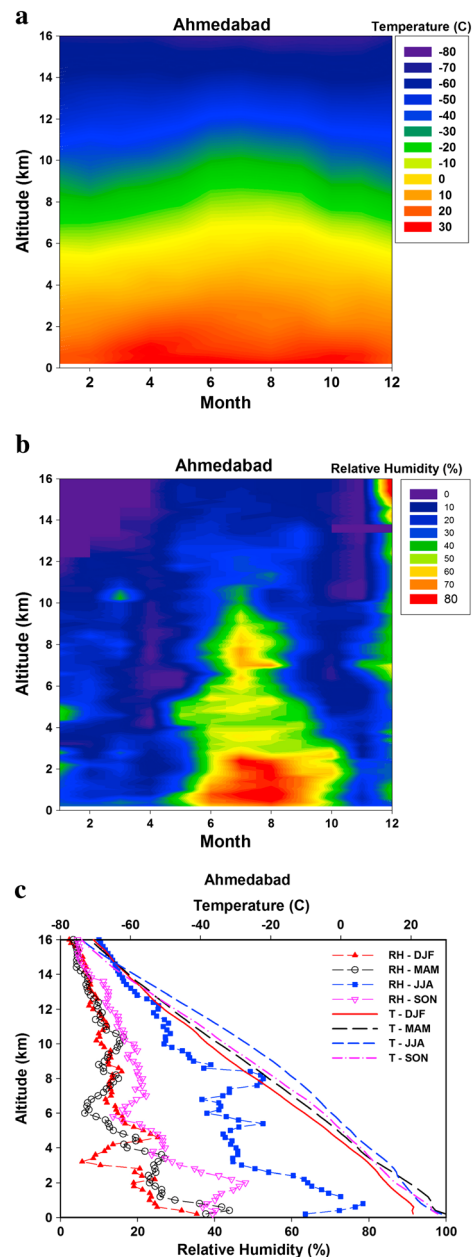 a
Ahmedabad
Temperature (C)
-80
-70
-60
-50
-40
-30
-20
-10
0
10
20
30
16
14
12
10
8
6
4
2
0
Altitude (km)
2 4 6 8 10 12
Month
b
Ahmedabad
Relative Humidity (%)
0
10
20
30
40
50
60
70
80
16
14
12
10
8
6
4
2
0
Altitude (km)
2 4 6 8 10 12
Month
c
Ahmedabad
Temperature (C)
-80 -60 -40 -20 0 20
RH - DJF
RH - MAM
RH - JJA
RH - SON
T - DJF
T - MAM
T - JJA
T - SON
16
14
12
10
8
6
4
2
0
Altitude (km)
0 20 40 60 80 100
Relative Humidity (%)